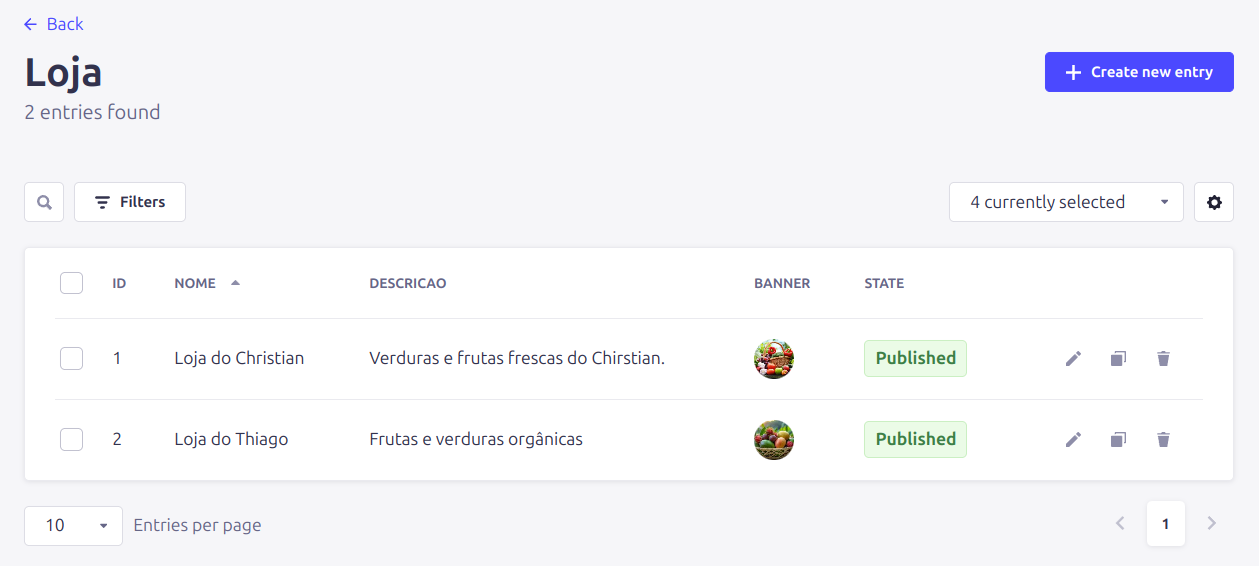 Back
Loja
Create new entry
2 entries found
Filters
4 currently selected
ID NOME DESCRICAO BANNER STATE
1 Loja do Christian Verduras e frutas frescas do Chirstian. Published
2 Loja do Thiago Frutas e verduras orgânicas Published
10 Entries per page 1